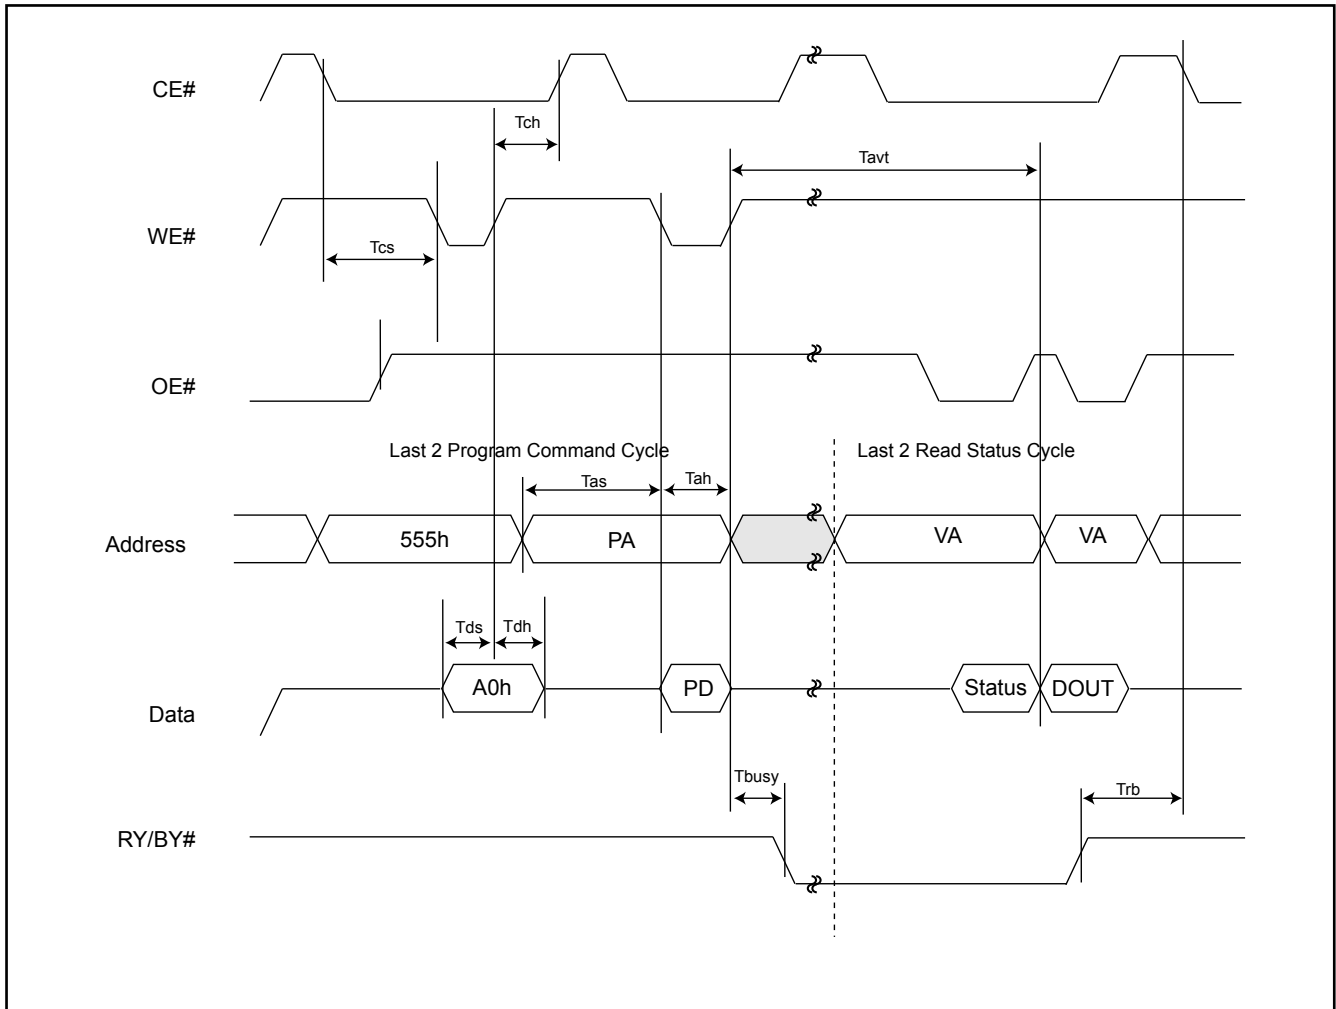 CE#
Tch
Tavt
WE#
Tcs
OE#
Last 2 Program Command Cycle
Last 2 Read Status Cycle
Tas
Tah
Address
555h
PA
VA
VA
Tds
Tdh
Data
A0h
PD
Status
DOUT
Tbusy
Trb
RY/BY#